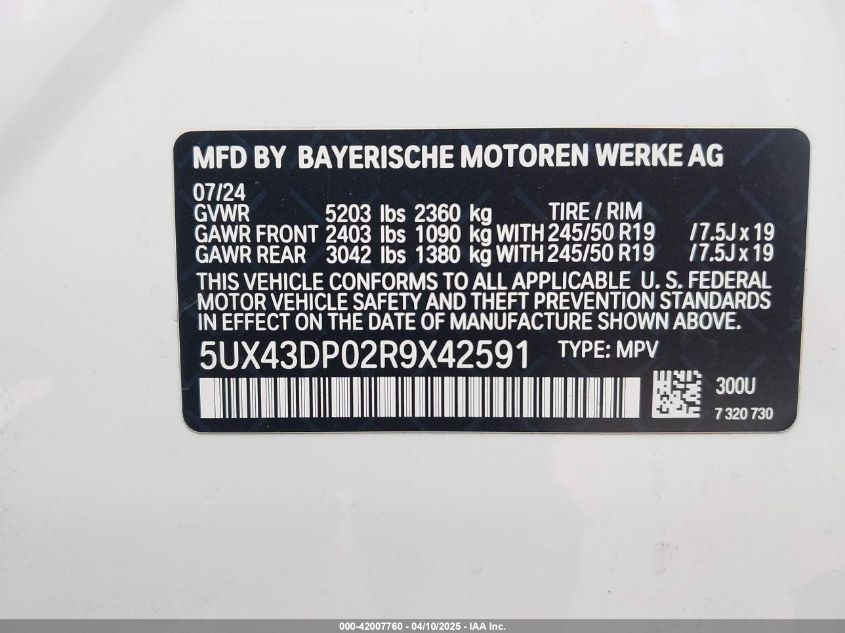 MFD BY BAYERISCHE MOTOREN WERKE AG
07/24
GVWR 5203 lbs 2360 kg TIRE / RIM
GAWR FRONT 2403 lbs 1090 kg WITH 245/50 R19 /7.5J x 19
GAWR REAR 3042 lbs 1380 kg WITH 245/50 R19 /7.5J x 19
THIS VEHICLE CONFORMS TO ALL APPLICABLE U. S. FEDERAL
MOTOR VEHICLE SAFETY AND THEFT PREVENTION STANDARDS
IN EFFECT ON THE DATE OF MANUFACTURE SHOWN ABOVE.
5UX43DP02R9X42591 TYPE: MPV
300U
7 320 730
000-42007760 - 04/10/2025 - IAA Inc.